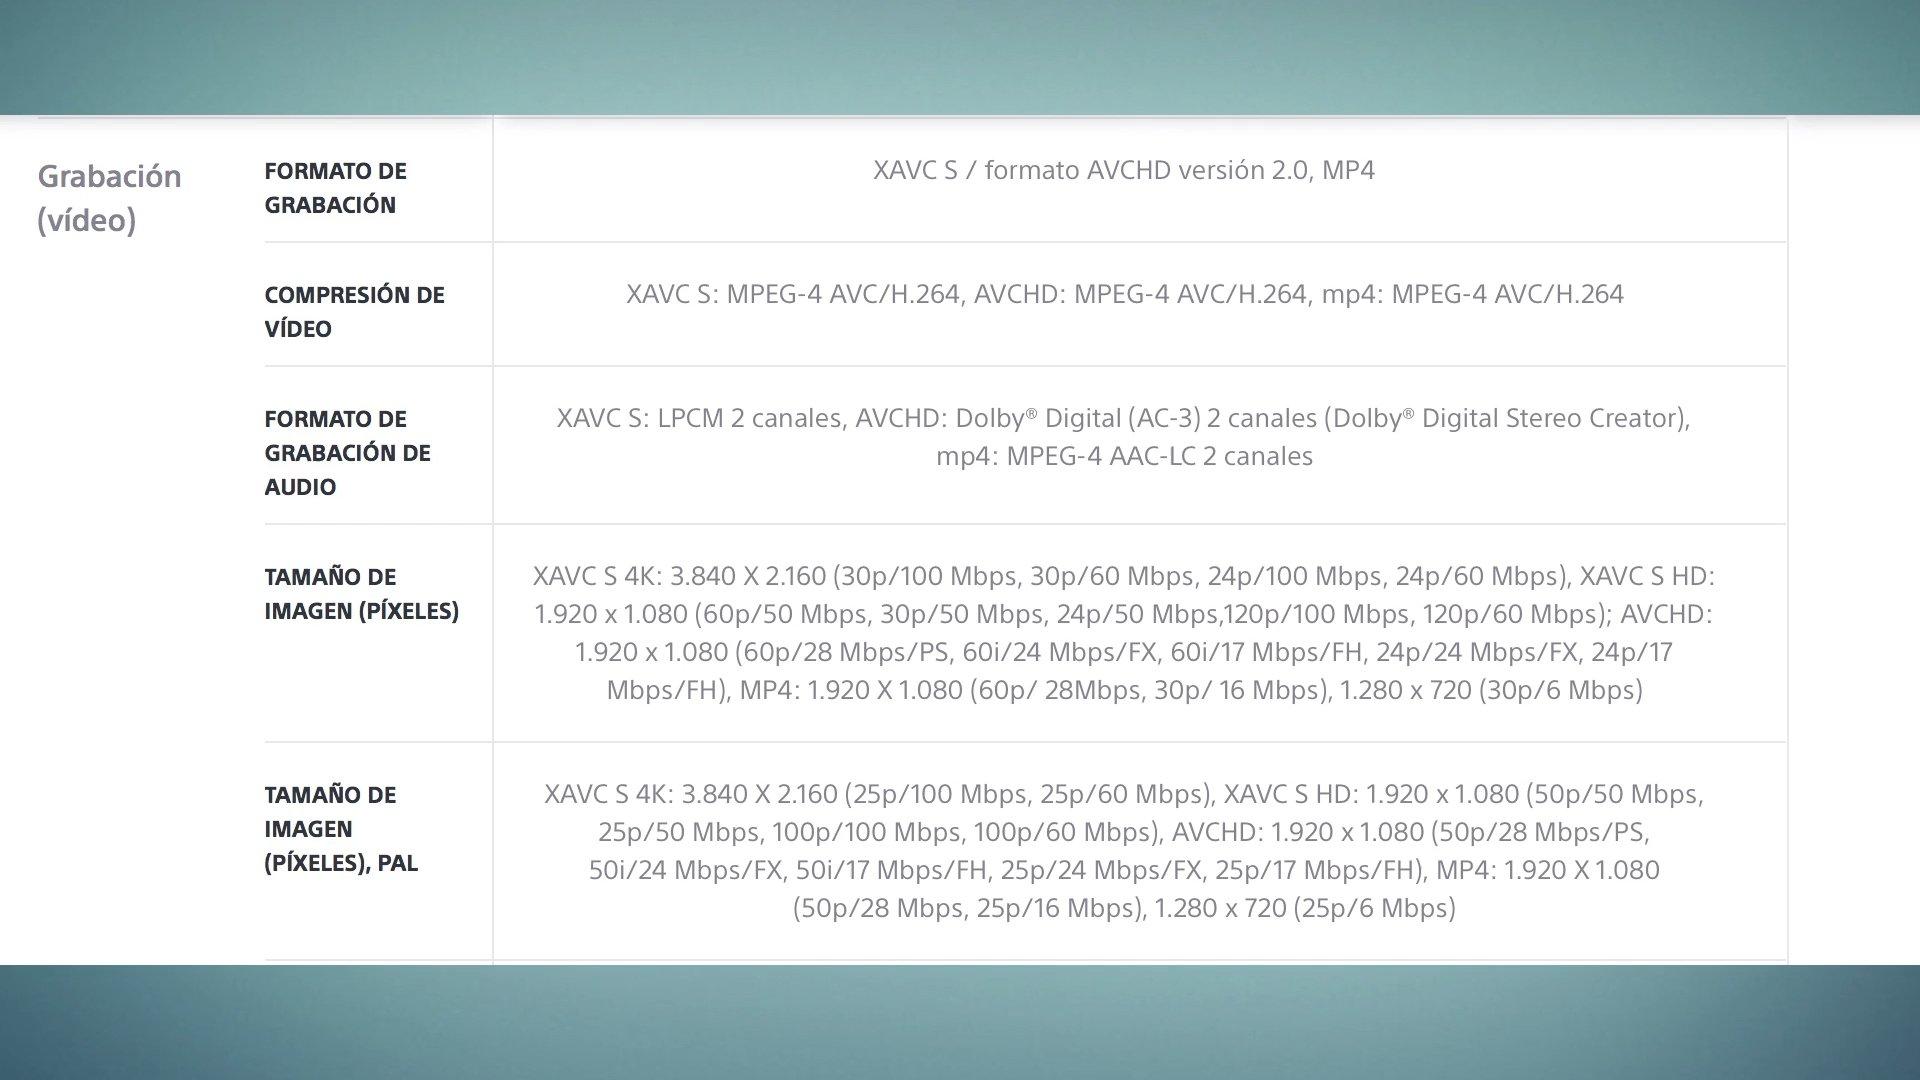 Grabación
(vídeo)
FORMATO DE
GRABACIÓN
XAVC S / formato AVCHD versión 2.0, MP4
COMPRESIÓN DE
VÍDEO
XAVC S: MPEG-4 AVC/H.264, AVCHD: MPEG-4 AVC/H.264, mp4: MPEG-4 AVC/H.264
FORMATO DE
GRABACIÓN DE
AUDIO
XAVC S: LPCM 2 canales, AVCHD: Dolby® Digital (AC-3) 2 canales (Dolby® Digital Stereo Creator),
mp4: MPEG-4 AAC-LC 2 canales
TAMAÑO DE
IMAGEN (PÍXELES)
XAVC S 4K: 3.840 X 2.160 (30p/100 Mbps, 30p/60 Mbps, 24p/100 Mbps, 24p/60 Mbps), XAVC S HD:
1.920 x 1.080 (60p/50 Mbps, 30p/50 Mbps, 24p/50 Mbps,120p/100 Mbps, 120p/60 Mbps); AVCHD:
1.920 x 1.080 (60p/28 Mbps/PS, 60i/24 Mbps/FX, 60i/17 Mbps/FH, 24p/24 Mbps/FX, 24p/17
Mbps/FH), MP4: 1.920 X 1.080 (60p/ 28Mbps, 30p/ 16 Mbps), 1.280 x 720 (30p/6 Mbps)
TAMAÑO DE
IMAGEN
(PÍXELES), PAL
XAVC S 4K: 3.840 X 2.160 (25p/100 Mbps, 25p/60 Mbps), XAVC S HD: 1.920 x 1.080 (50p/50 Mbps,
25p/50 Mbps, 100p/100 Mbps, 100p/60 Mbps), AVCHD: 1.920 x 1.080 (50p/28 Mbps/PS,
50i/24 Mbps/FX, 50i/17 Mbps/FH, 25p/24 Mbps/FX, 25p/17 Mbps/FH), MP4: 1.920 X 1.080
(50p/28 Mbps, 25p/16 Mbps), 1.280 x 720 (25p/6 Mbps)